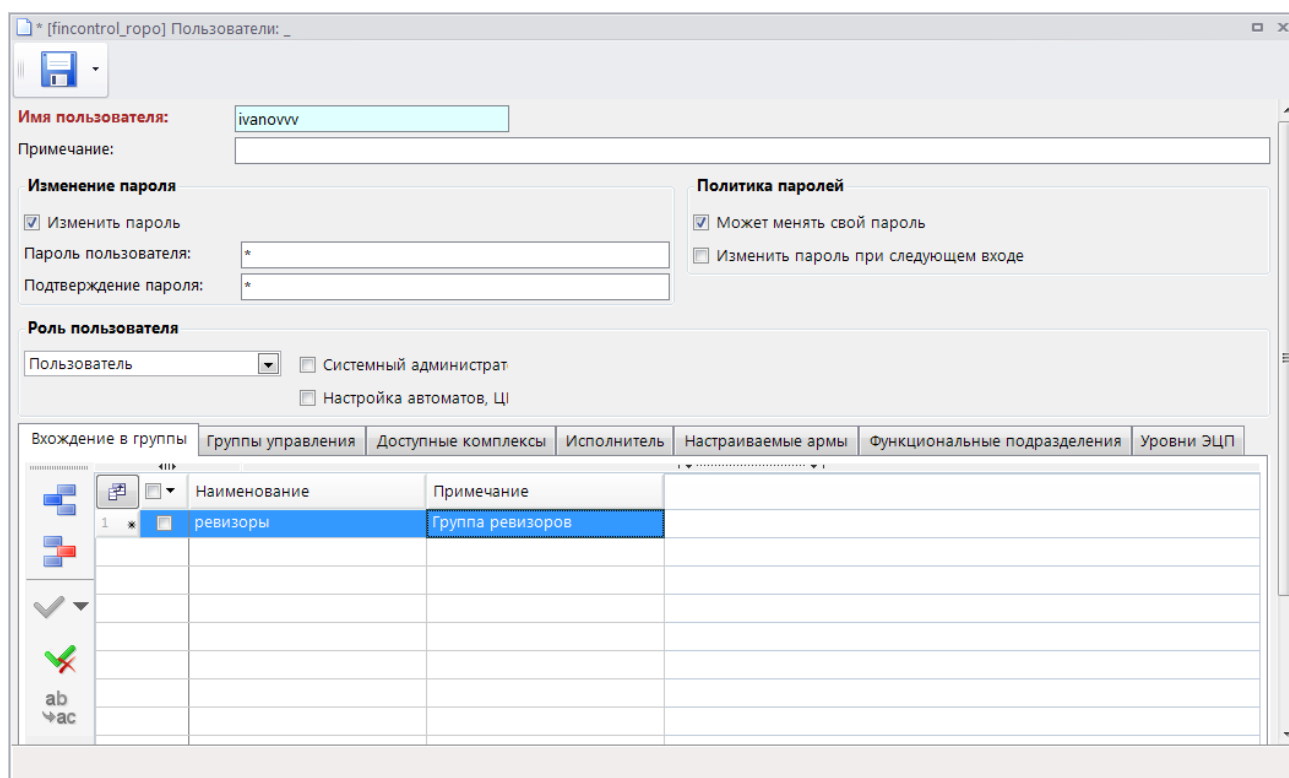 * [fincontrol_ropo] Пользователи: _
Имя пользователя: ivanovvv
Примечание:
Изменение пароля Политика паролей
Изменить пароль Может менять свой пароль
Пароль пользователя: * Изменить пароль при следующем входе
Подтверждение пароля: *
Роль пользователя
Пользователь Системный администрат
Настройка автоматов, Ц
Вхождение в группы Группы управления Доступные комплексы Исполнитель Настраиваемые армы Функциональные подразделения Уровни ЭЦП
Наименование Примечание
1 * ревизоры Группа ревизоров
ab
ac